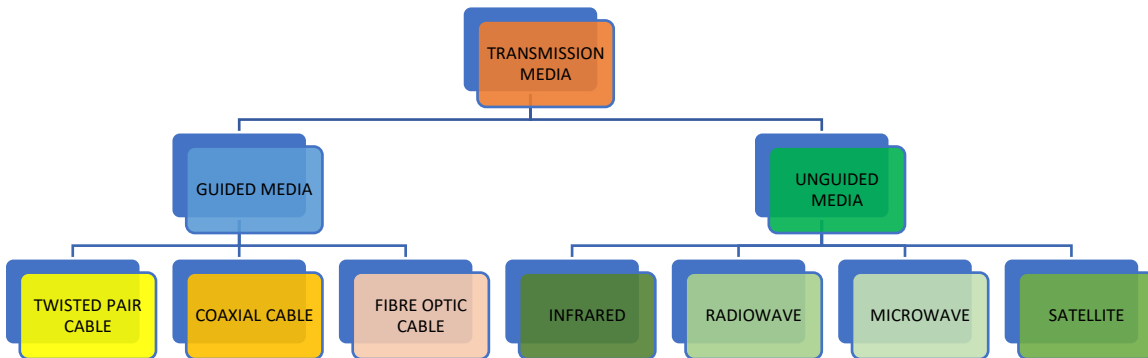 TRANSMISSION
MEDIA
GUIDED MEDIA
UNGUIDED
MEDIA
TWISTED PAIR
CABLE
COAXIAL CABLE
FIBRE OPTIC
CABLE
INFRARED
RADIOWAVE
MICROWAVE
SATELLITE